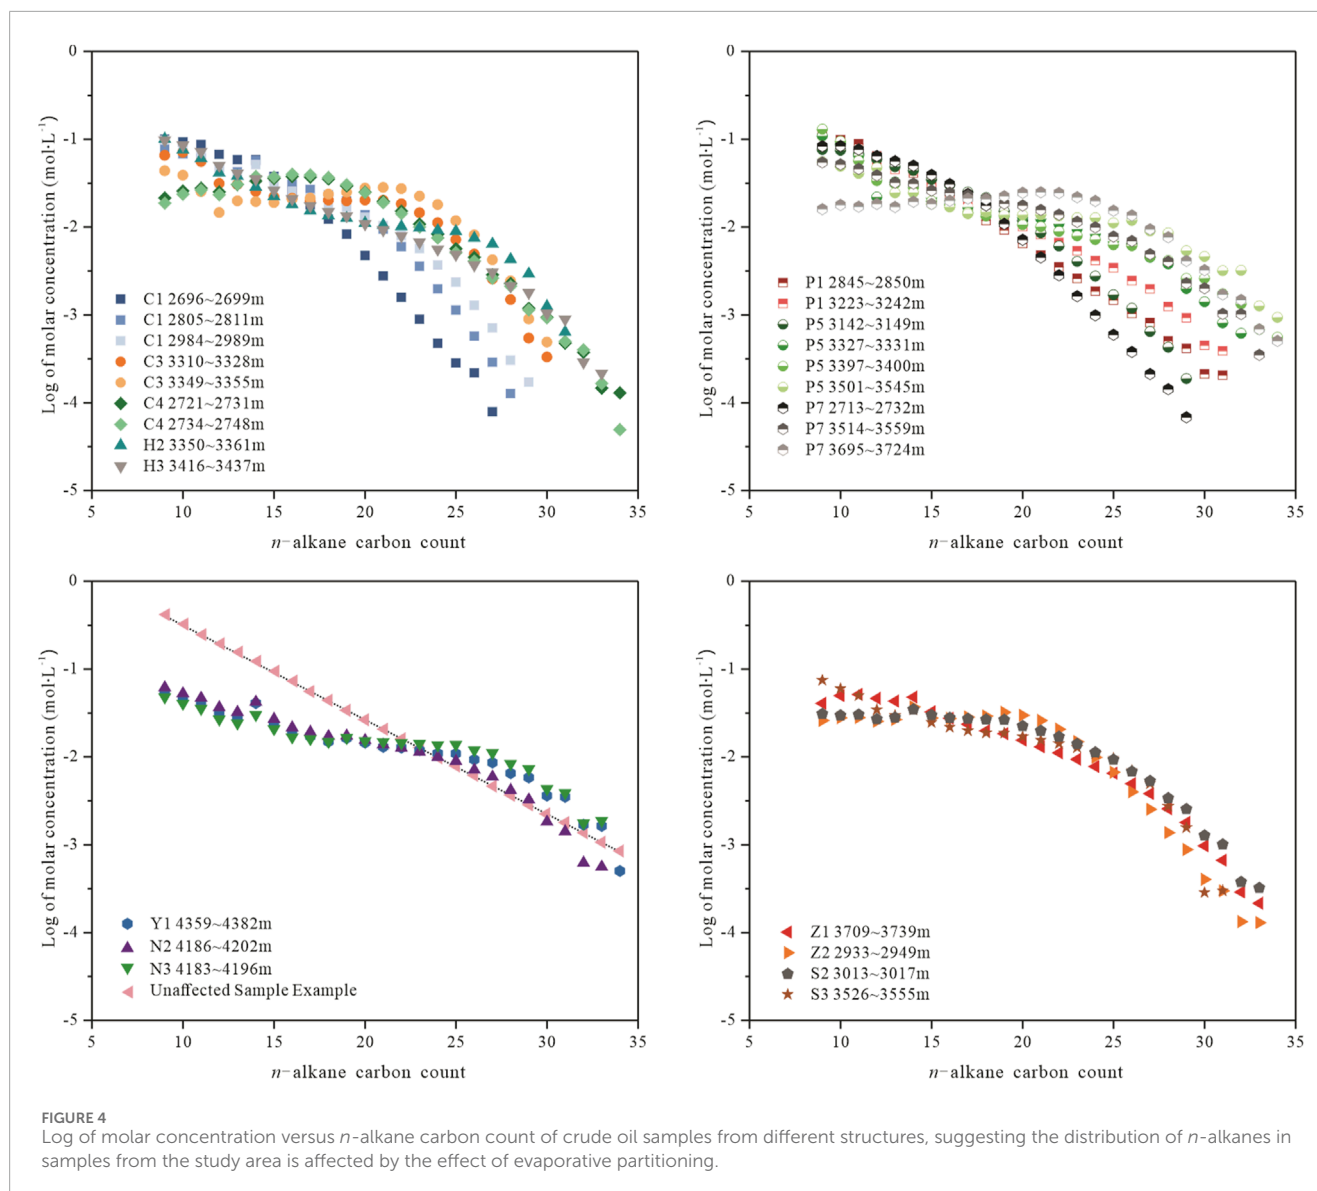 0
-1
-2
-3
-4
-5
5 10 15 20 25 30 35
Log of molar concentration (mol·L⁻¹)
n-alkane carbon count
C1 2696~2699m
C1 2805~2811m
C1 2984~2989m
C3 3310~3328m
C3 3349~3355m
C4 2721~2731m
C4 2734~2748m
H2 3350~3361m
H3 3416~3437m
0
-1
-2
-3
-4
-5
5 10 15 20 25 30 35
Log of molar concentration (mol·L⁻¹)
n-alkane carbon count
P1 2845~2850m
P1 3223~3242m
P5 3142~3149m
P5 3327~3331m
P5 3397~3400m
P5 3501~3545m
P7 2713~2732m
P7 3514~3559m
P7 3695~3724m
0
-1
-2
-3
-4
-5
5 10 15 20 25 30 35
Log of molar concentration (mol·L⁻¹)
n-alkane carbon count
Y1 4359~4382m
N2 4186~4202m
N3 4183~4196m
Unaffected Sample Example
0
-1
-2
-3
-4
-5
5 10 15 20 25 30 35
Log of molar concentration (mol·L⁻¹)
n-alkane carbon count
Z1 3709~3739m
Z2 2933~2949m
S2 3013~3017m
S3 3526~3555m
FIGURE 4
Log of molar concentration versus n-alkane carbon count of crude oil samples from different structures, suggesting the distribution of n-alkanes in
samples from the study area is affected by the effect of evaporative partitioning.